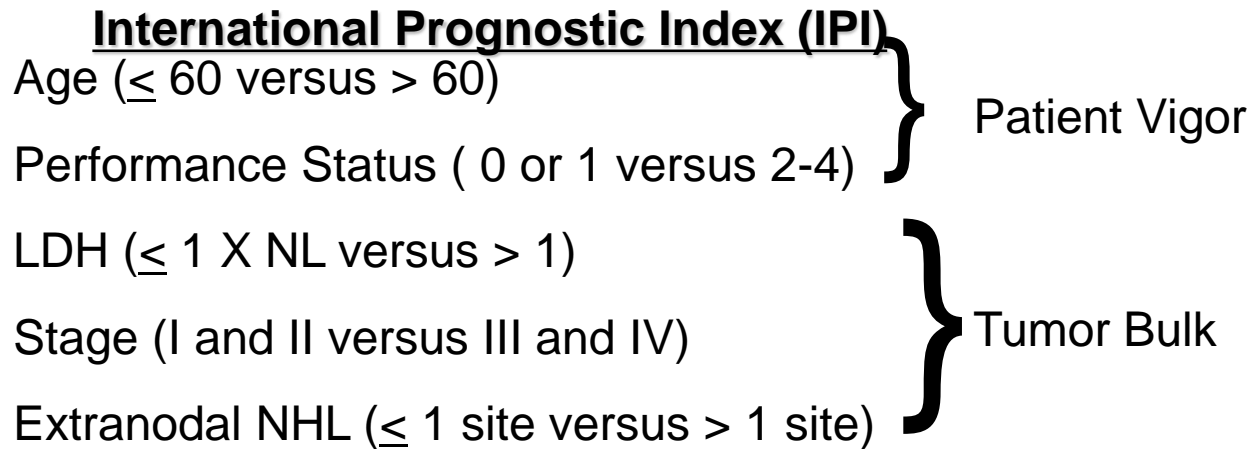 International Prognostic Index (IPI)
Age (≤ 60 versus > 60)
Patient Vigor
Performance Status ( 0 or 1 versus 2-4)
LDH (≤ 1 X NL versus > 1)
Stage (I and II versus III and IV)
Tumor Bulk
Extranodal NHL (≤ 1 site versus > 1 site)